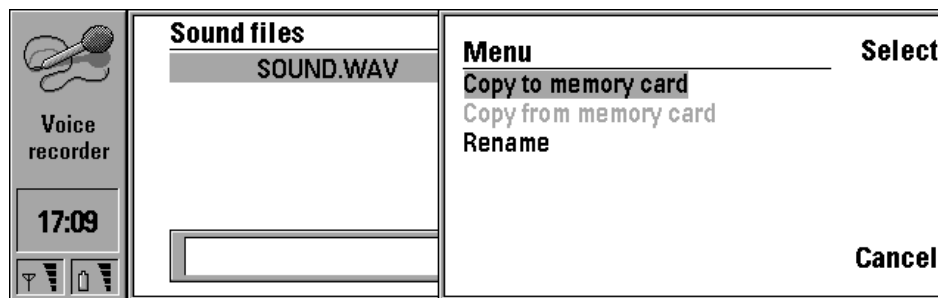 Voice
recorder
17:09
Sound files
SOUND.WAV
Menu
Copy to memory card
Copy from memory card
Rename
Select
Cancel